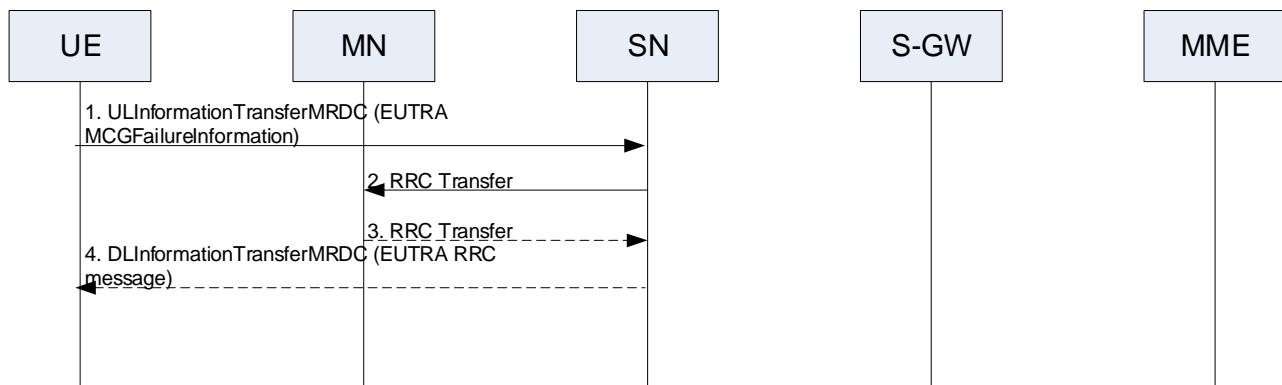 UE
MN
SN
S-GW
MME
1. ULInformationTransferMRDC (EUTRA
MCGFailureInformation)
2. RRC Transfer
3. RRC Transfer
4. DLInformationTransferMRDC (EUTRA RRC
message)